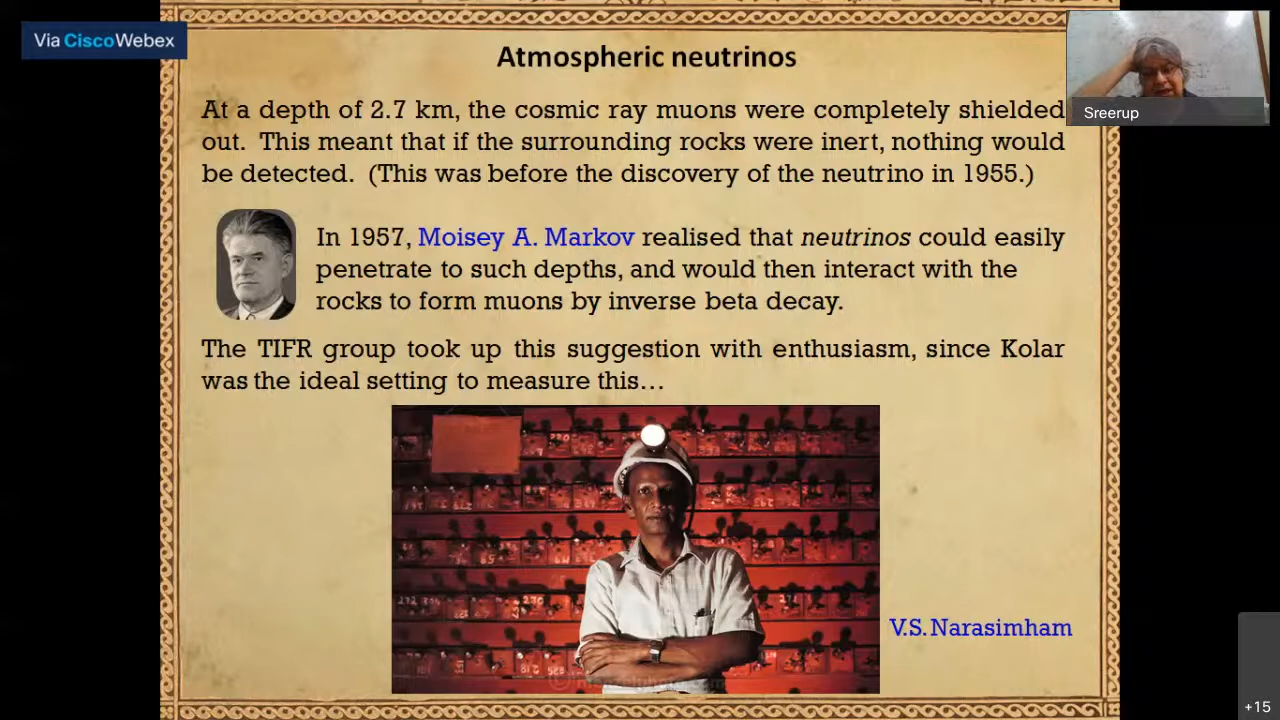 Via Cisco Webex
Atmospheric neutrinos
Sreerup
At a depth of 2.7 km, the cosmic ray muons were completely shielded
out. This meant that if the surrounding rocks were inert, nothing would
be detected. (This was before the discovery of the neutrino in 1955.)
In 1957, Moisey A. Markov realised that neutrinos could easily
penetrate to such depths, and would then interact with the
rocks to form muons by inverse beta decay.
The TIFR group took up this suggestion with enthusiasm, since Kolar
was the ideal setting to measure this…
V.S. Narasimham
+15